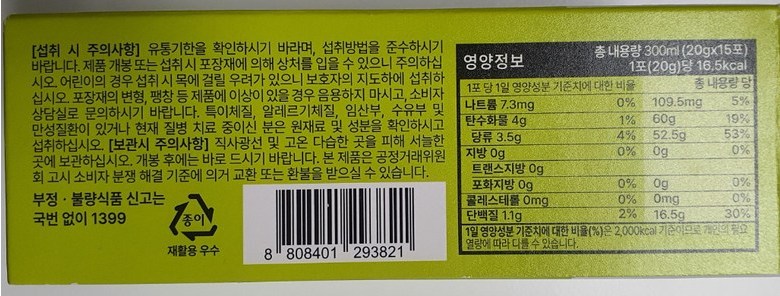 [섭취 시 주의사항] 유통기한을 확인하시기 바라며, 섭취방법을 준수하시기
바랍니다. 제품 개봉또는 섭취시 포장재에 의해 상처를 입을 수 있으니 주의하십
시오. 어린이의 경우 섭취 시 목에 걸릴 우려가 있으니 보호자의 지도하에 섭취하
십시오. 포장재의 변형, 팽창 등 제품에 이상이 있을 경우 음용하지 마시고, 소비자
상담실로 문의하시기 바랍니다. 특이체질, 알레르기체질, 임산부, 수유부 및
만성질환이 있거나 현재 질병 치료 중이신 분은 원재료 및 성분을 확인하시고
섭취하십시오. [보관시 주의사항] 직사광선 및 고온 다습한 곳을 피해 서늘한
곳에 보관하십시오. 개봉 후에는 바로 드시기 바랍니다. 본 제품은 공정거래위원
회 고시 소비자 분쟁 해결 기준에 의거 교환 또는 환불을 받으실 수 있습니다.
부정·불량식품 신고는
국번 없이 1399
종이
재활용 우수
8 808401 293821
영양정보
총 내용량 300ml (20gx15포)
1포(20g)당 16.5kcal
1포 당 1일 영양성분 기준치에 대한 비율 총 내용량 당
나트륨 7.3mg 0% 109.5mg 5%
탄수화물 4g 1% 60g 19%
당류 3.5g 4% 52.5g 53%
지방 0g 0% 0g 0%
트랜스지방 0g
포화지방 0g 0% 0g 0%
콜레스테롤 0mg 0% 0mg 0%
단백질 1.1g 2% 16.5g 30%
1일 영양성분 기준치에 대한 비율(%)은 2,000kcal 기준이므로 개인의 필요
열량에 따라 다를 수 있습니다.